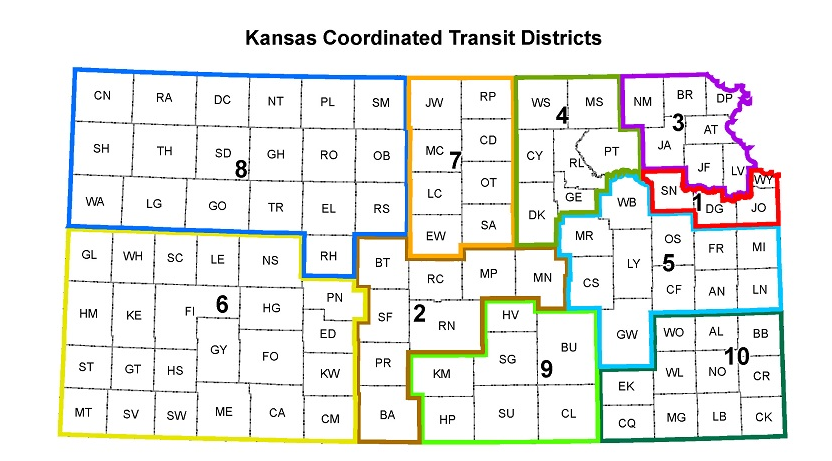 Kansas Coordinated Transit Districts
CN RA DC NT PL SM JW RP WS MS NM BR DP
4
3 AT
SH TH SD GH RO OB MC CD CY RL PT JA
8 7
JF LV WY
LC OT GE SN
WA LG GO TR EL RS WB 1 DG JO
DK
EW SA MR
GL WH SC LE NS RH BT OS FR MI
LY 5
RC MP MN CS CF AN LN
HM KE FI 6 HG PN SF 2 RN HV
ED GW WO AL BB
GY FO BU 10
ST GT HS KW PR KM SG 9 WL NO CR
EK
MT SV SW ME CA CM BA HP SU CL CQ MG LB CK